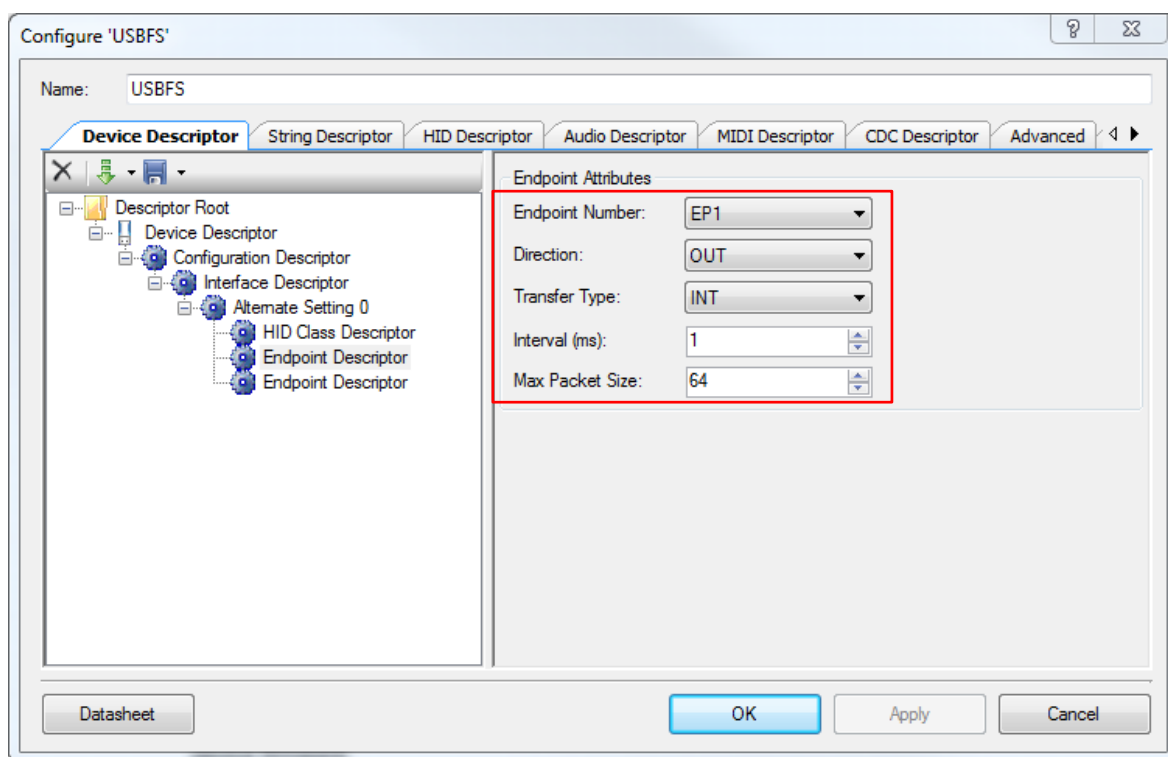 Configure 'USBFS'
Name: USBFS
Device Descriptor String Descriptor HID Descriptor Audio Descriptor MIDI Descriptor CDC Descriptor Advanced
Descriptor Root
Device Descriptor
Configuration Descriptor
Interface Descriptor
Alternate Setting 0
HID Class Descriptor
Endpoint Descriptor
Endpoint Descriptor
Endpoint Attributes
Endpoint Number: EP1
Direction: OUT
Transfer Type: INT
Interval (ms): 1
Max Packet Size: 64
Datasheet OK Apply Cancel